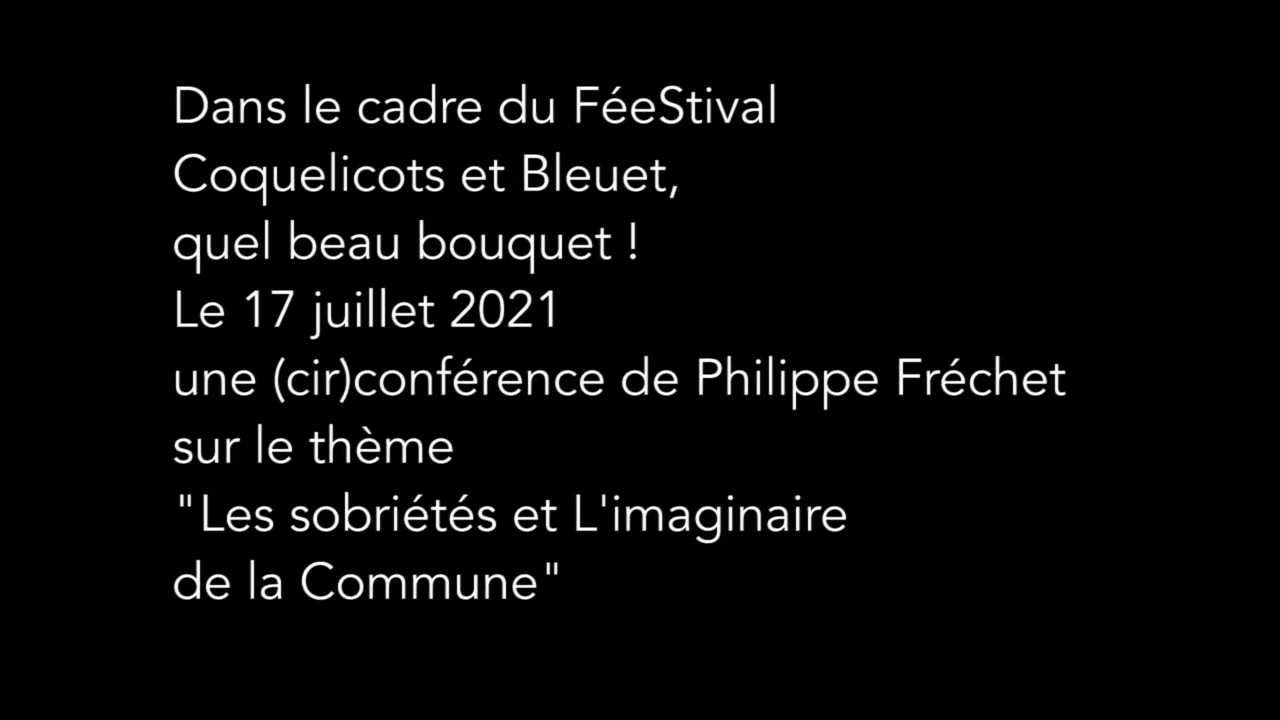 Dans le cadre du FéeStival
Coquelicots et Bleuet,
quel beau bouquet !
Le 17 juillet 2021
une (cir)conférence de Philippe Fréchet
sur le thème
"Les sobriétés et L'imaginaire
de la Commune"